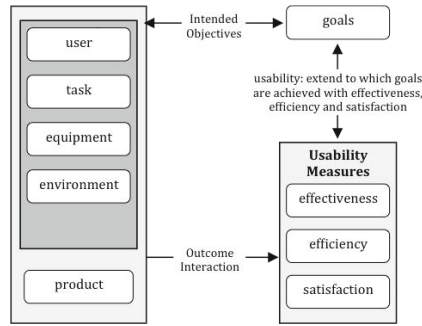 user
task
equipment
environment
product
Intended
Objectives
goals
usability: extend to which goals
are achieved with effectiveness,
efficiency and satisfaction
Usability
Measures
effectiveness
efficiency
satisfaction
Outcome
Interaction